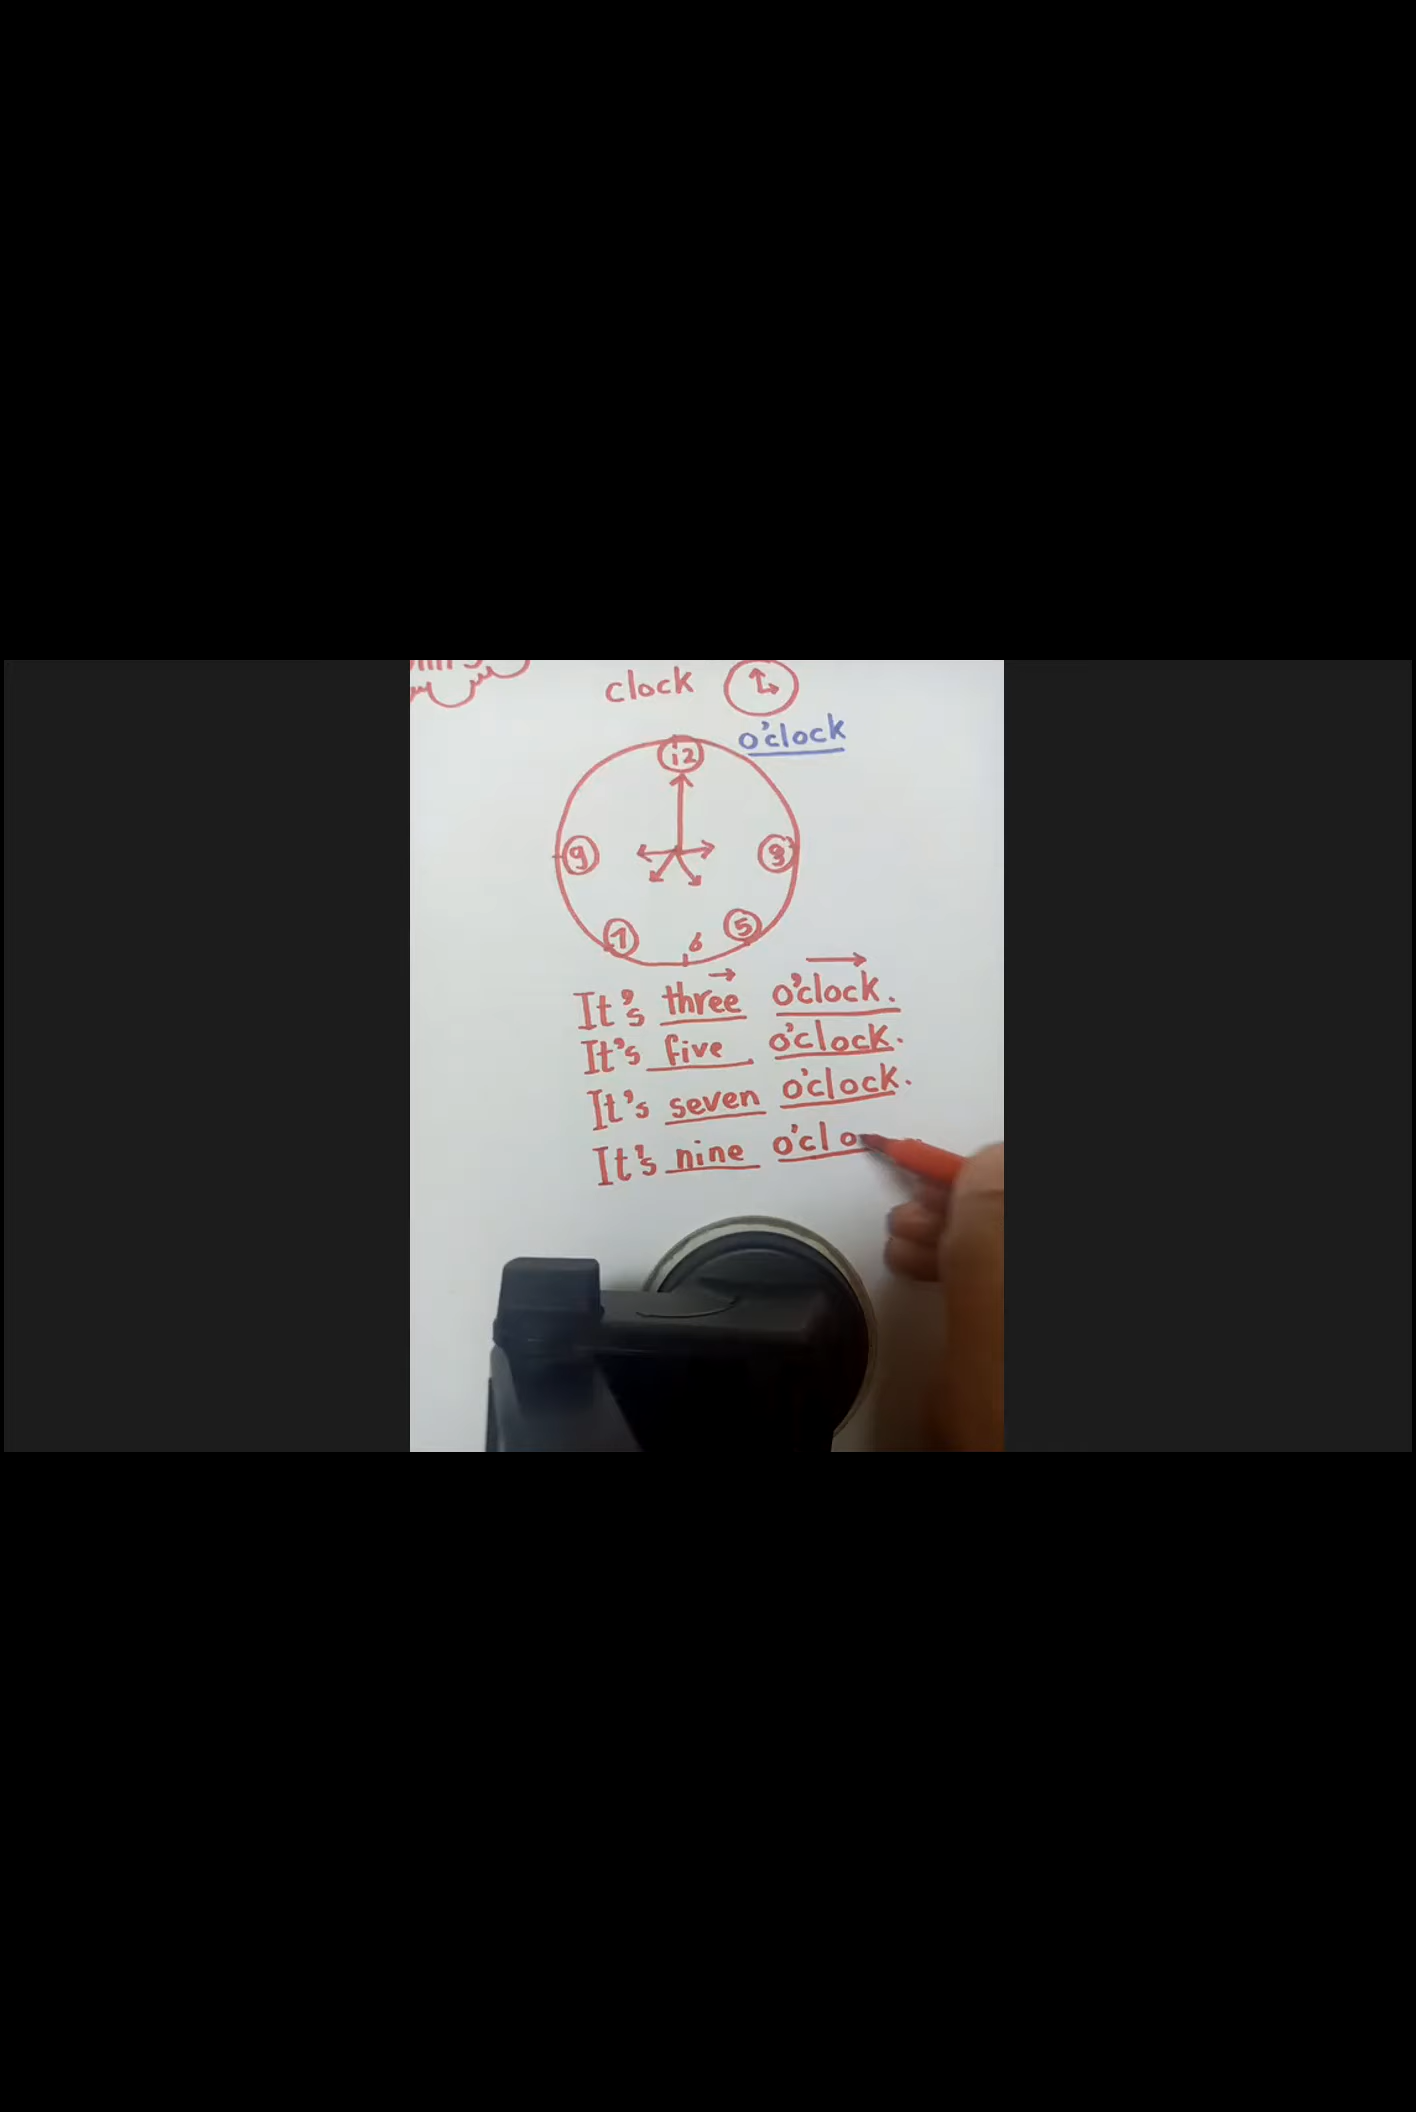 clock
o'clock
12
9 3
7 5
6
It's three o'clock.
It's five o'clock.
It's seven o'clock.
It's nine o'clo